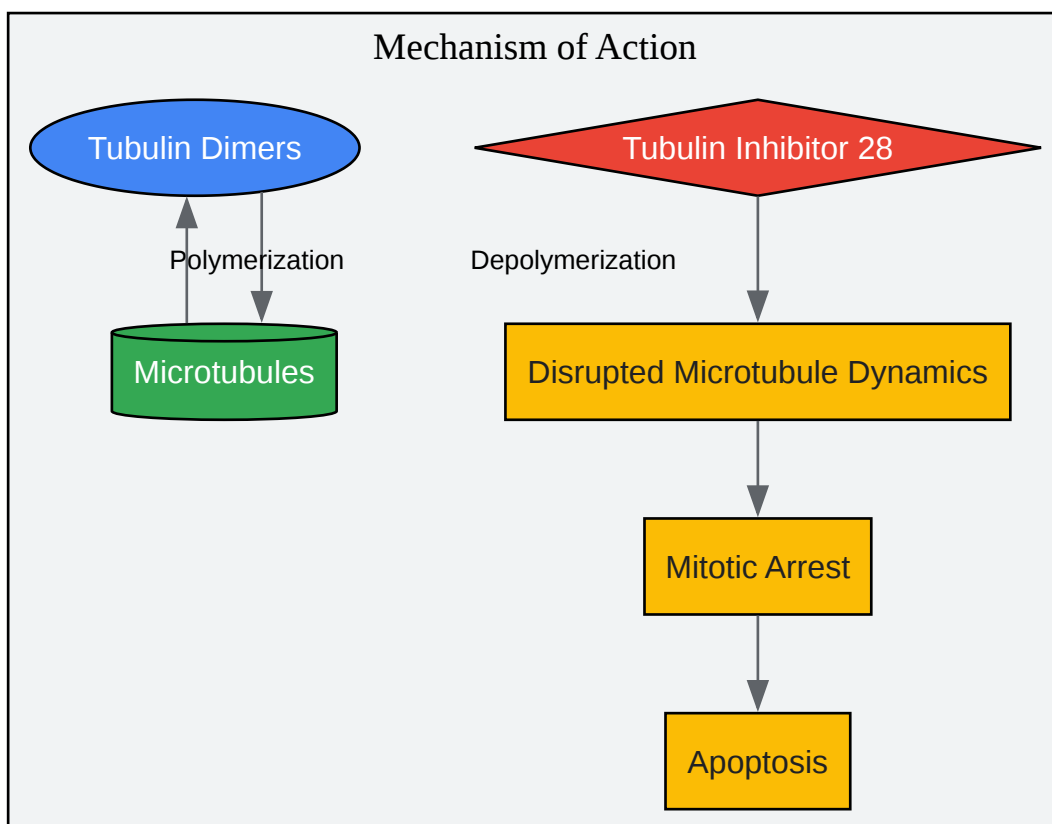 Mechanism of Action
Tubulin Dimers
Tubulin Inhibitor 28
Polymerization
Depolymerization
Microtubules
Disrupted Microtubule Dynamics
Mitotic Arrest
Apoptosis